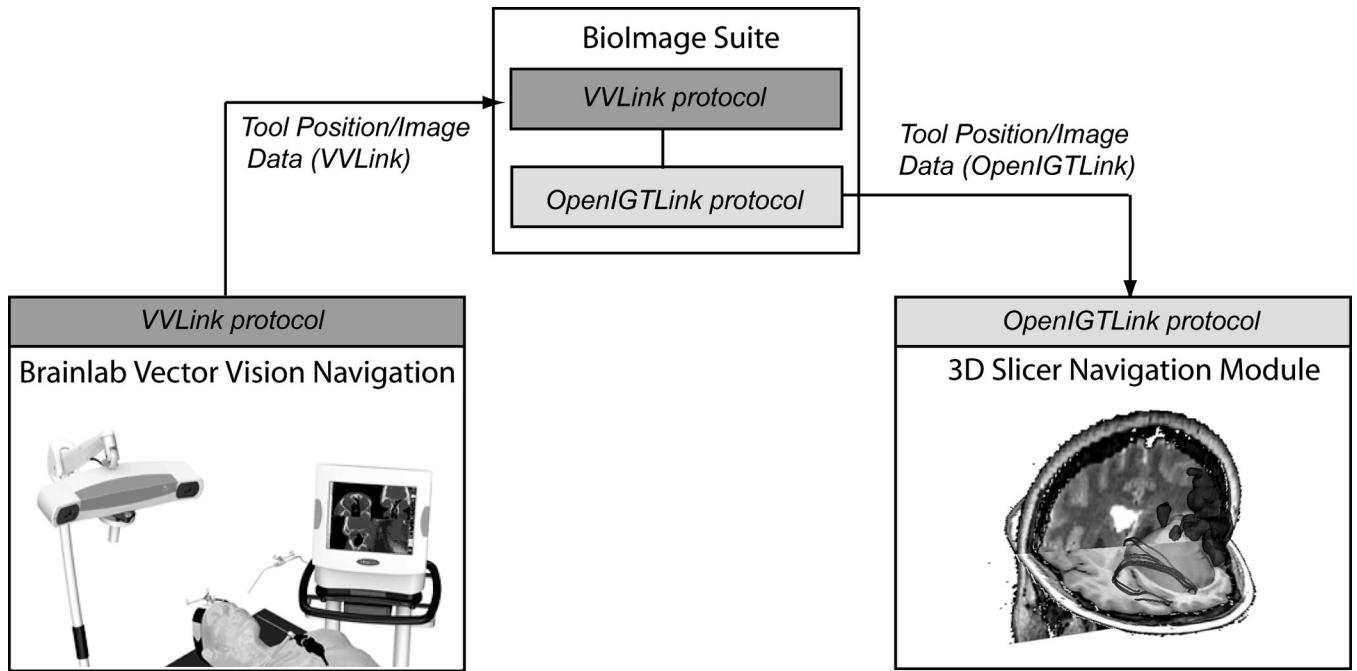 BioImage Suite
VVLink protocol
OpenIGTLink protocol
Tool Position/Image
Data (VVLink)
Tool Position/Image
Data (OpenIGTLink)
VVLink protocol
Brainlab Vector Vision Navigation
OpenIGTLink protocol
3D Slicer Navigation Module